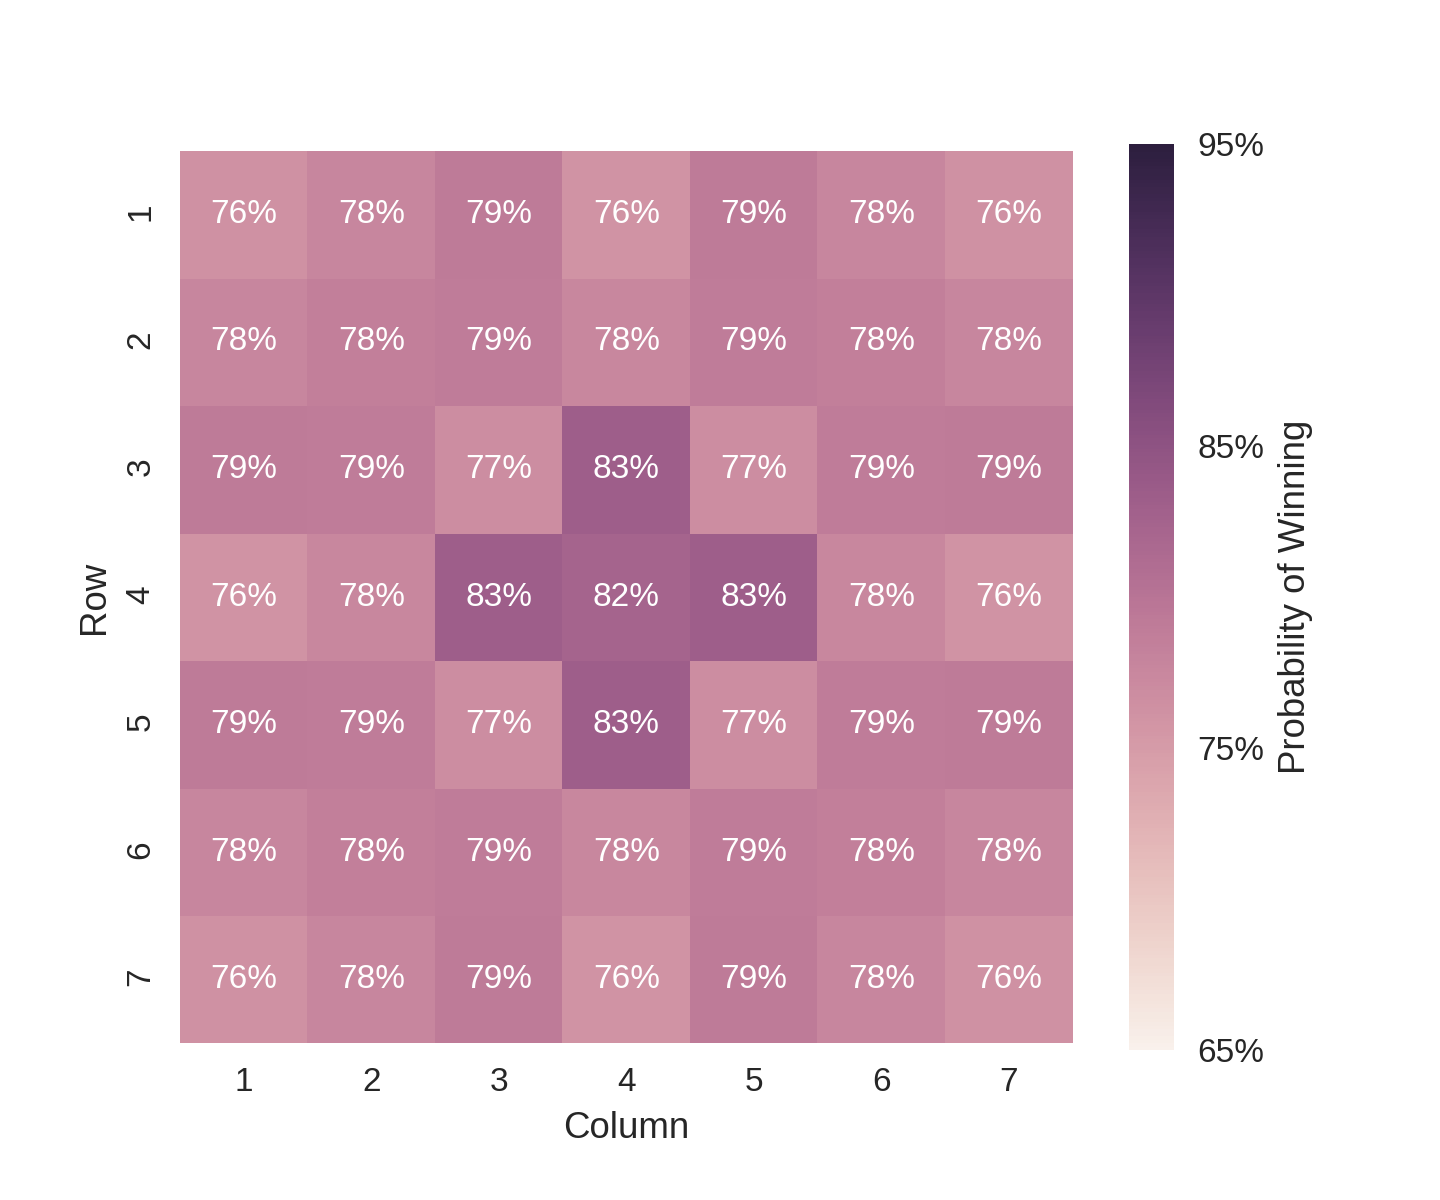 95%
1 76% 78% 79% 76% 79% 78% 76%
2 78% 78% 79% 78% 79% 78% 78%
3 79% 79% 77% 83% 77% 79% 79%
85%
4 76% 78% 83% 82% 83% 78% 76%
Row
Probability of Winning
5 79% 79% 77% 83% 77% 79% 79%
75%
6 78% 78% 79% 78% 79% 78% 78%
7 76% 78% 79% 76% 79% 78% 76%
65%
1 2 3 4 5 6 7
Column